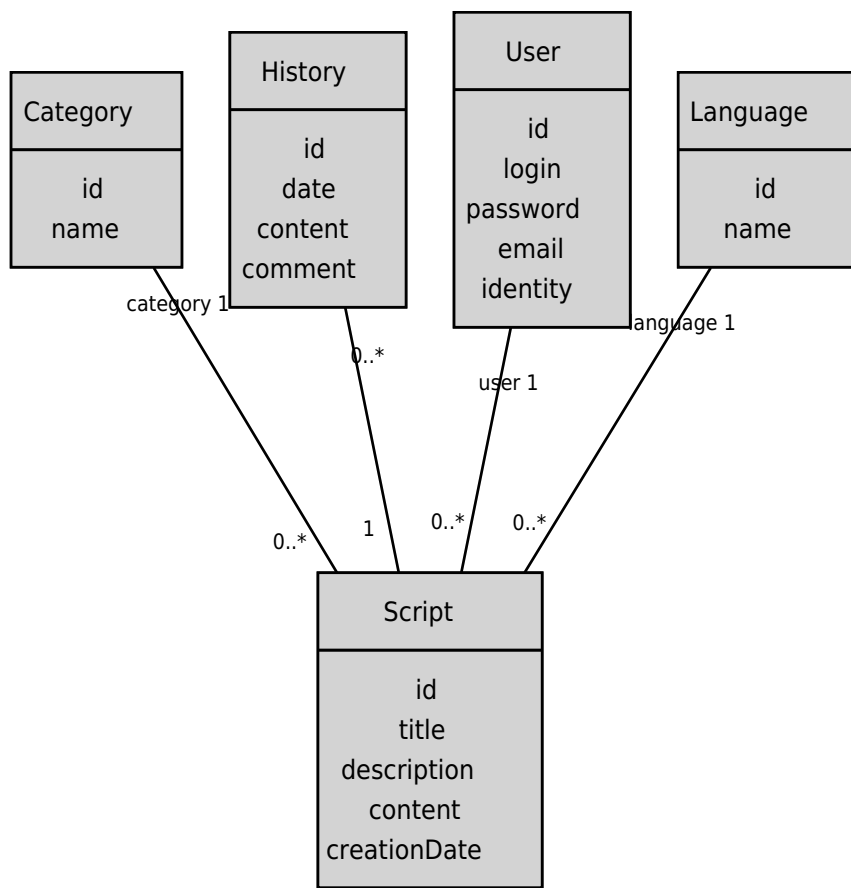 Category
id
name
History
id
date
content
comment
User
id
login
password
email
identity
Language
id
name
category 1
0..*
user 1
language 1
0..*
1
0..*
0..*
Script
id
title
description
content
creationDate